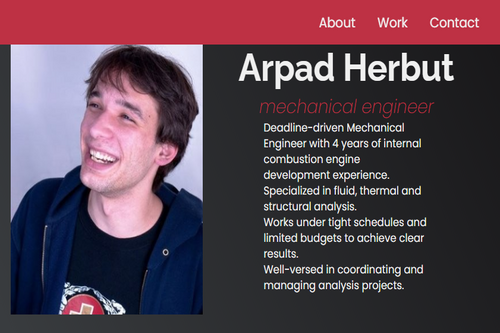 About Work Contact
Arpad Herbut
mechanical engineer
Deadline-driven Mechanical
Engineer with 4 years of internal
combustion engine
development experience.
Specialized in fluid, thermal and
structural analysis.
Works under tight schedules and
limited budgets to achieve clear
results.
Well-versed in coordinating and
managing analysis projects.